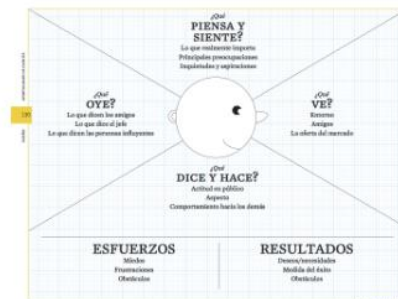 ¿Qué
PIENSA Y
SIENTE?
Lo que realmente importa
Principales preocupaciones
Inquietudes y aspiraciones
¿Qué
OYE?
Lo que dicen los amigos
Lo que dice el jefe
Lo que dicen las personas influyentes
¿Qué
VE?
Entorno
Amigos
La oferta del mercado
¿Qué
DICE Y HACE?
Actitud en público
Aspecto
Comportamiento hacia los demás
ESFUERZOS
Miedos
Frustraciones
Obstáculos
RESULTADOS
Deseos/necesidades
Medida del éxito
Obstáculos